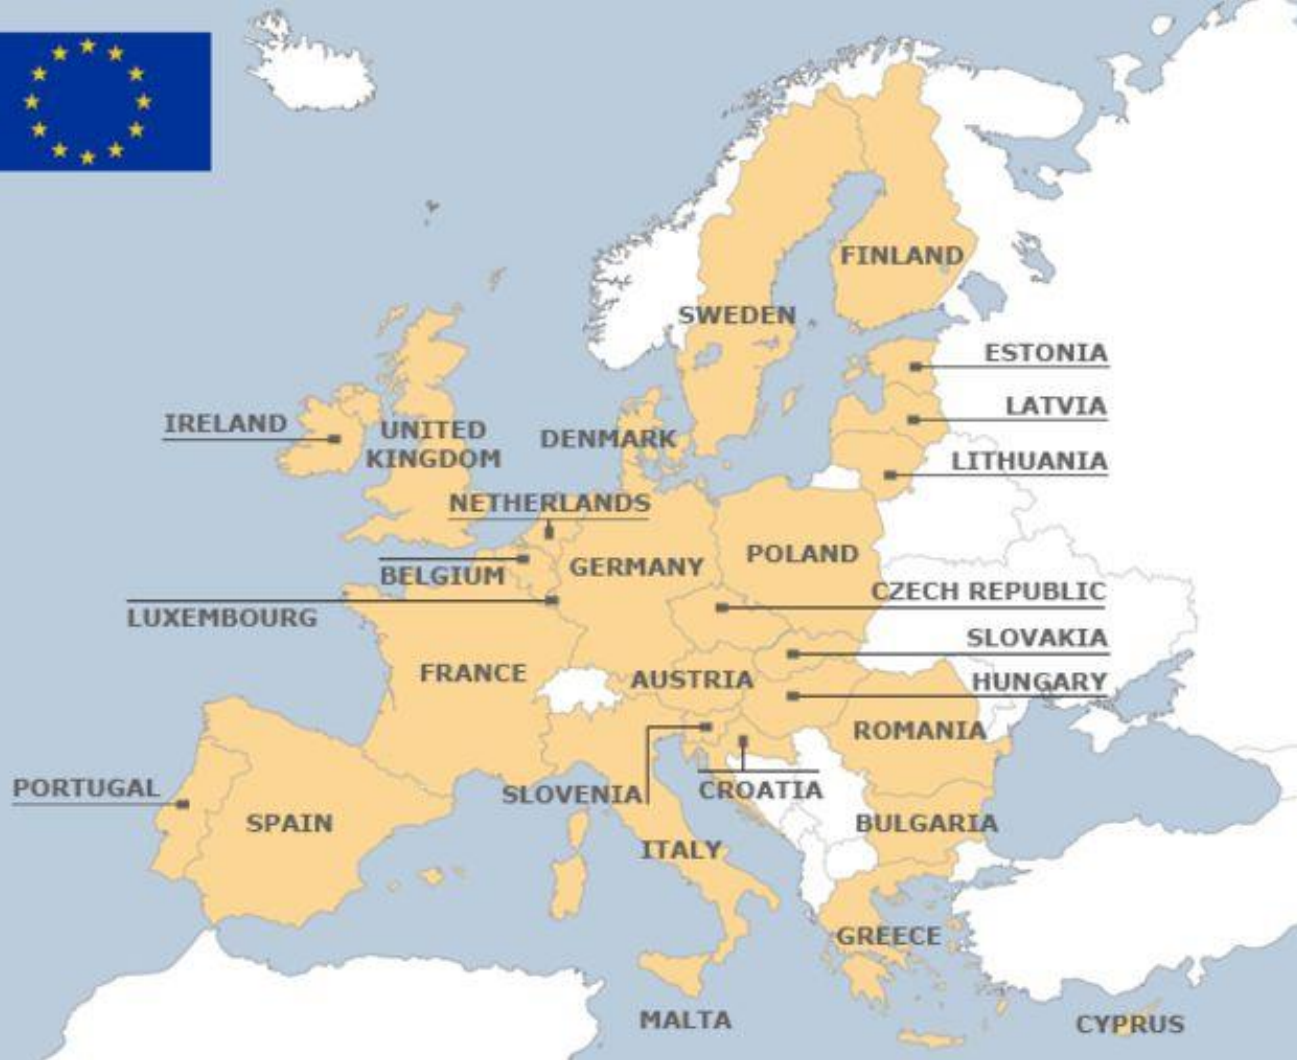 FINLAND
SWEDEN
ESTONIA
LATVIA
IRELAND
UNITED
KINGDOM
DENMARK
LITHUANIA
NETHERLANDS
POLAND
BELGIUM
GERMANY
CZECH REPUBLIC
LUXEMBOURG
SLOVAKIA
FRANCE
AUSTRIA
HUNGARY
ROMANIA
PORTUGAL
SLOVENIA
CROATIA
SPAIN
BULGARIA
ITALY
GREECE
MALTA
CYPRUS